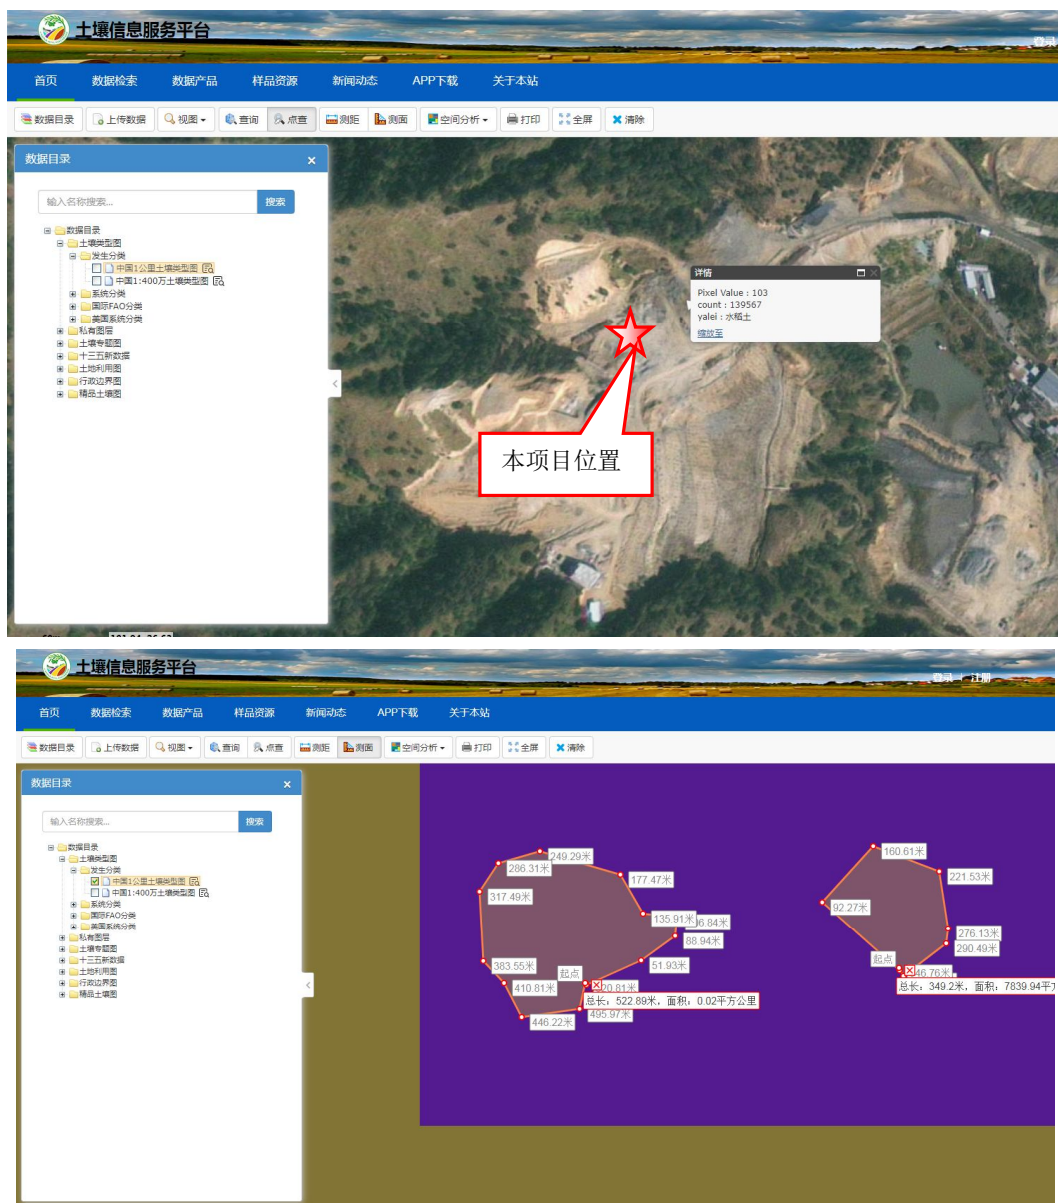 土壤信息服务平台
登录
首页 数据检索 数据产品 样品资源 新闻动态 APP下载 关于本站
数据目录 上传数据 视图 查询 点查 测距 测面 空间分析 打印 全屏 清除
数据目录 ×
输入名称搜索... 搜索
数据目录
土壤类型图
发生分类
中国1公里土壤类型图
中国1:400万土壤类型图
系统分类
国际FAO分类
美国系统分类
私有图层
土壤专题图
十三五新数据
土地利用图
行政边界图
精品土壤图
详情
Pixel Value : 103
count : 139567
yalei : 水稻土
缩放至
本项目位置
土壤信息服务平台
登录 | 注册
首页 数据检索 数据产品 样品资源 新闻动态 APP下载 关于本站
数据目录 上传数据 视图 查询 点查 测距 测面 空间分析 打印 全屏 清除
数据目录 ×
输入名称搜索... 搜索
数据目录
土壤类型图
发生分类
中国1公里土壤类型图
中国1:400万土壤类型图
系统分类
国际FAO分类
美国系统分类
私有图层
土壤专题图
十三五新数据
土地利用图
行政边界图
精品土壤图
249.29米
286.31米
177.47米
317.49米
135.91米
6.84米
88.94米
51.93米
383.55米
起点
410.81米
20.81米
总长：522.89米，面积：0.02平方公里
495.97米
446.22米
160.61米
221.53米
92.27米
276.13米
290.49米
起点
46.76米
总长：349.2米，面积：7839.94平